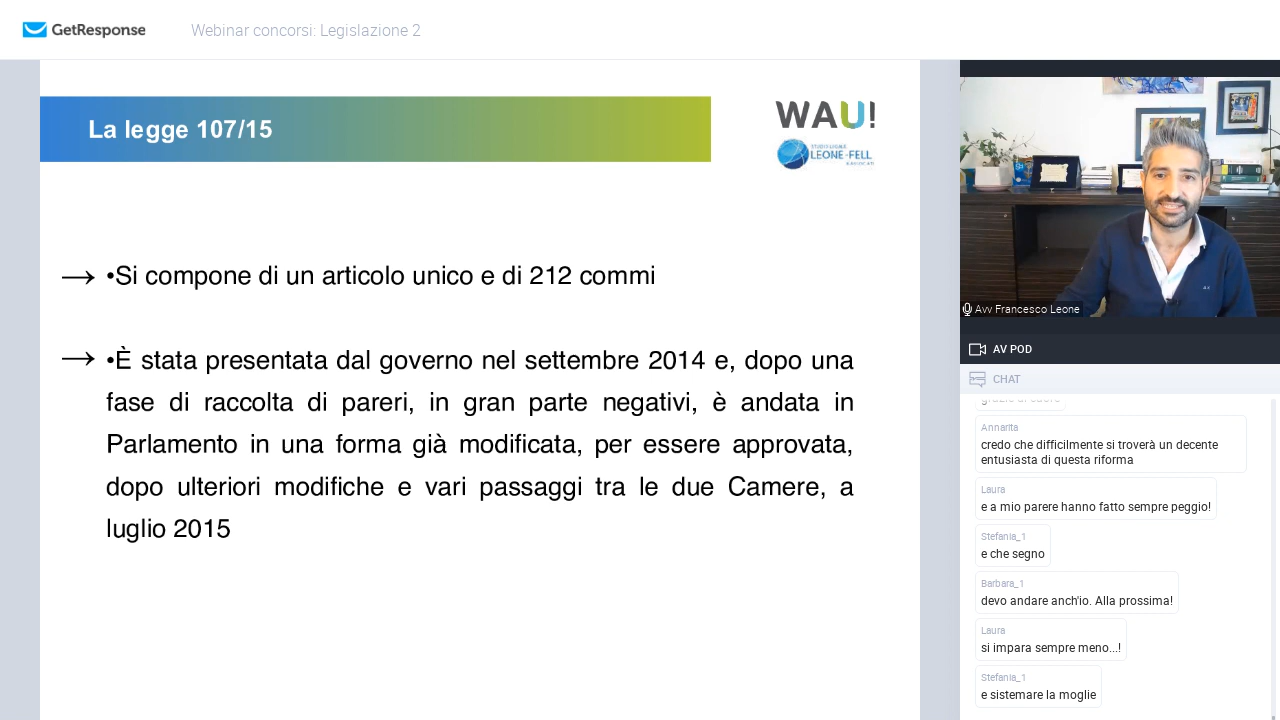 GetResponse
Webinar concorsi: Legislazione 2
La legge 107/15
WAU!
STUDIO LEGALE
LEONE-FELL
& ASSOCIATI
→ •Si compone di un articolo unico e di 212 commi
→ •È stata presentata dal governo nel settembre 2014 e, dopo una
fase di raccolta di pareri, in gran parte negativi, è andata in
Parlamento in una forma già modificata, per essere approvata,
dopo ulteriori modifiche e vari passaggi tra le due Camere, a
luglio 2015
Avv Francesco Leone
AV POD
CHAT
Annarita
credo che difficilmente si troverà un decente
entusiasta di questa riforma
Laura
e a mio parere hanno fatto sempre peggio!
Stefania_1
e che segno
Barbara_1
devo andare anch'io. Alla prossima!
Laura
si impara sempre meno...!
Stefania_1
e sistemare la moglie